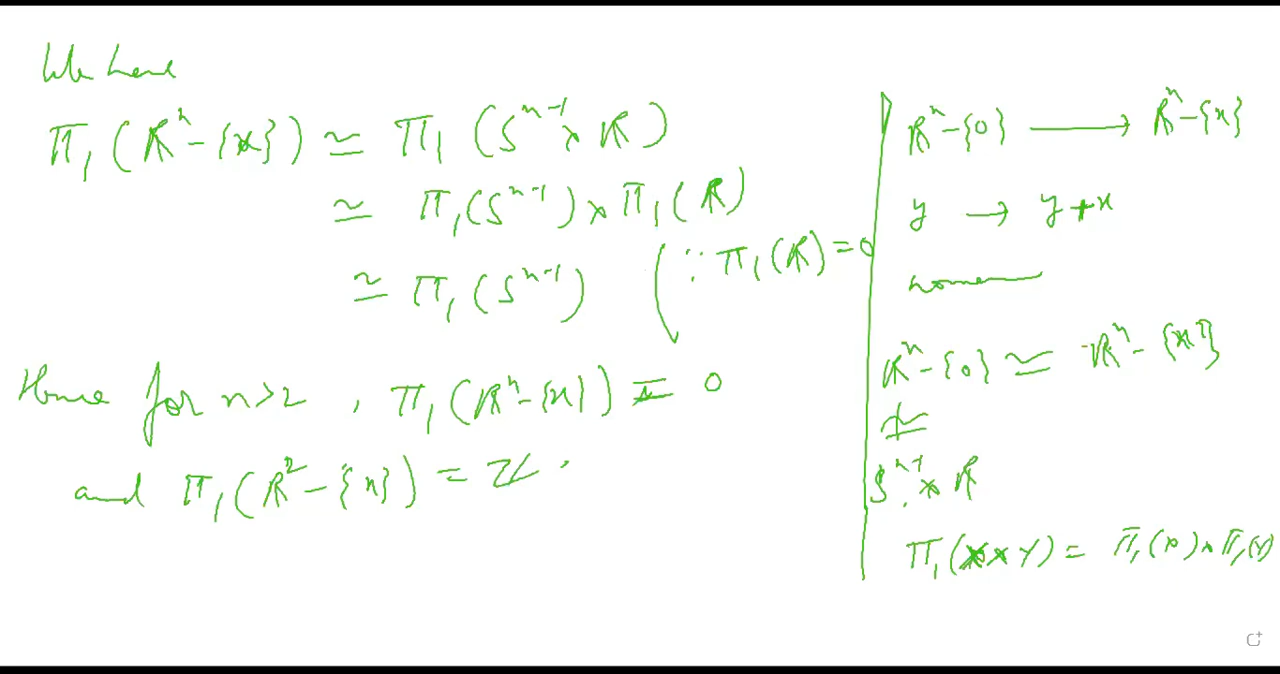 We have
π₁(ℝⁿ-{x}) ≃ π₁(Sⁿ⁻¹×ℝ)
≃ π₁(Sⁿ⁻¹)×π₁(ℝ)
≃ π₁(Sⁿ⁻¹) (∵ π₁(ℝ)=0)
Hence for n>2, π₁(ℝⁿ-{x}) = 0
and π₁(ℝ²-{x}) = ℤ.
ℝⁿ-{0} ⟶ ℝⁿ-{x}
y → y+x
homeo
ℝⁿ-{0} ≃ ℝⁿ-{x}
≃
Sⁿ⁻¹×ℝ
π₁(X×Y) = π₁(X)×π₁(Y)